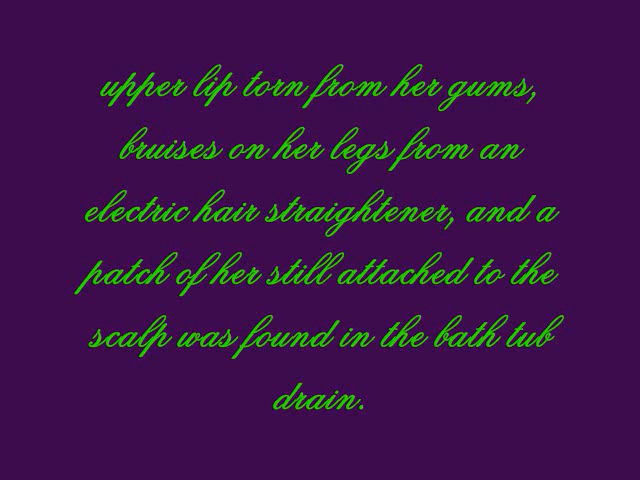 upper lip torn from her gums,
bruises on her legs from an
electric hair straightener, and a
patch of her still attached to the
scalp was found in the bath tub
drain.